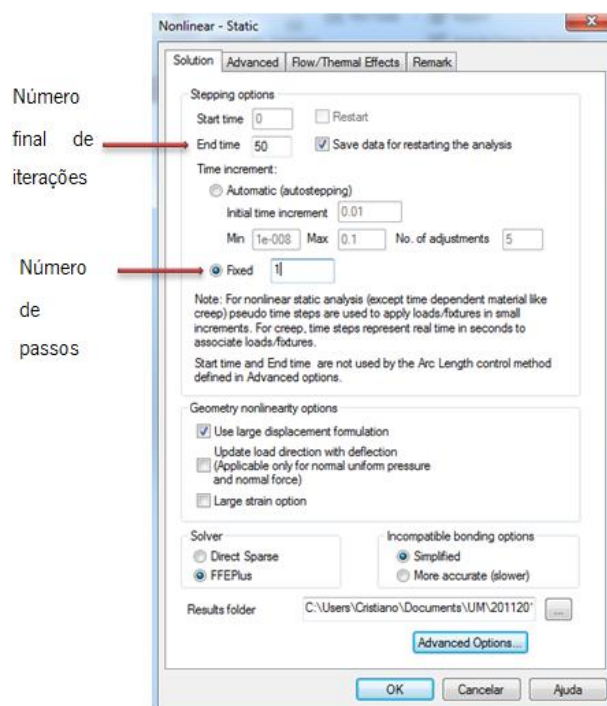 Nonlinear - Static
Solution Advanced Flow/Thermal Effects Remark
Número
final de
iterações
Número
de
passos
Stepping options
Start time 0 Restart
End time 50 Save data for restarting the analysis
Time increment:
Automatic (autostepping)
Initial time increment 0.01
Min 1e-008 Max 0.1 No. of adjustments 5
Fixed 1
Note: For nonlinear static analysis (except time dependent material like
creep) pseudo time steps are used to apply loads/fixtures in small
increments. For creep, time steps represent real time in seconds to
associate loads/fixtures.
Start time and End time are not used by the Arc Length control method
defined in Advanced options.
Geometry nonlinearity options
Use large displacement formulation
Update load direction with deflection
(Applicable only for normal uniform pressure
and normal force)
Large strain option
Solver
Direct Sparse
FFEPlus
Incompatible bonding options
Simplified
More accurate (slower)
Results folder C:\Users\Cristiano\Documents\UM\201120 ...
Advanced Options...
OK Cancelar Ajuda